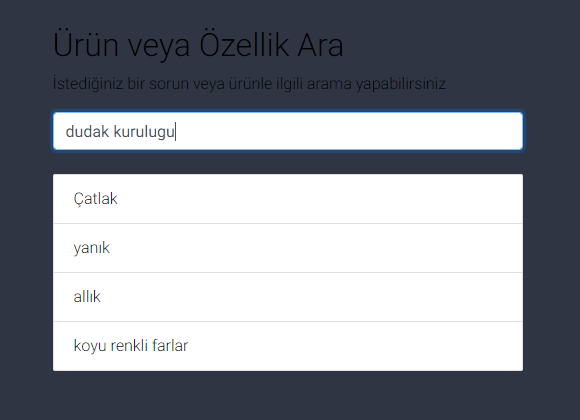 Ürün veya Özellik Ara
İstediğiniz bir sorun veya ürünle ilgili arama yapabilirsiniz
dudak kurulugu
Çatlak
yanık
allık
koyu renkli farlar